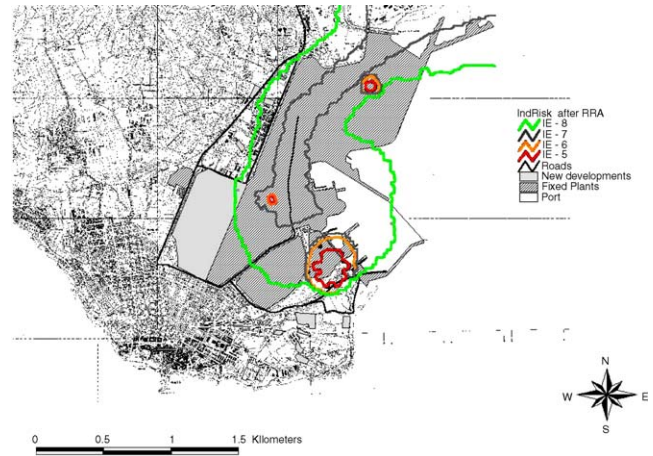 IndRisk after RRA
IE - 8
IE - 7
IE - 6
IE - 5
Roads
New developments
Fixed Plants
Port
N
W E
S
0 0.5 1 1.5 Kilometers